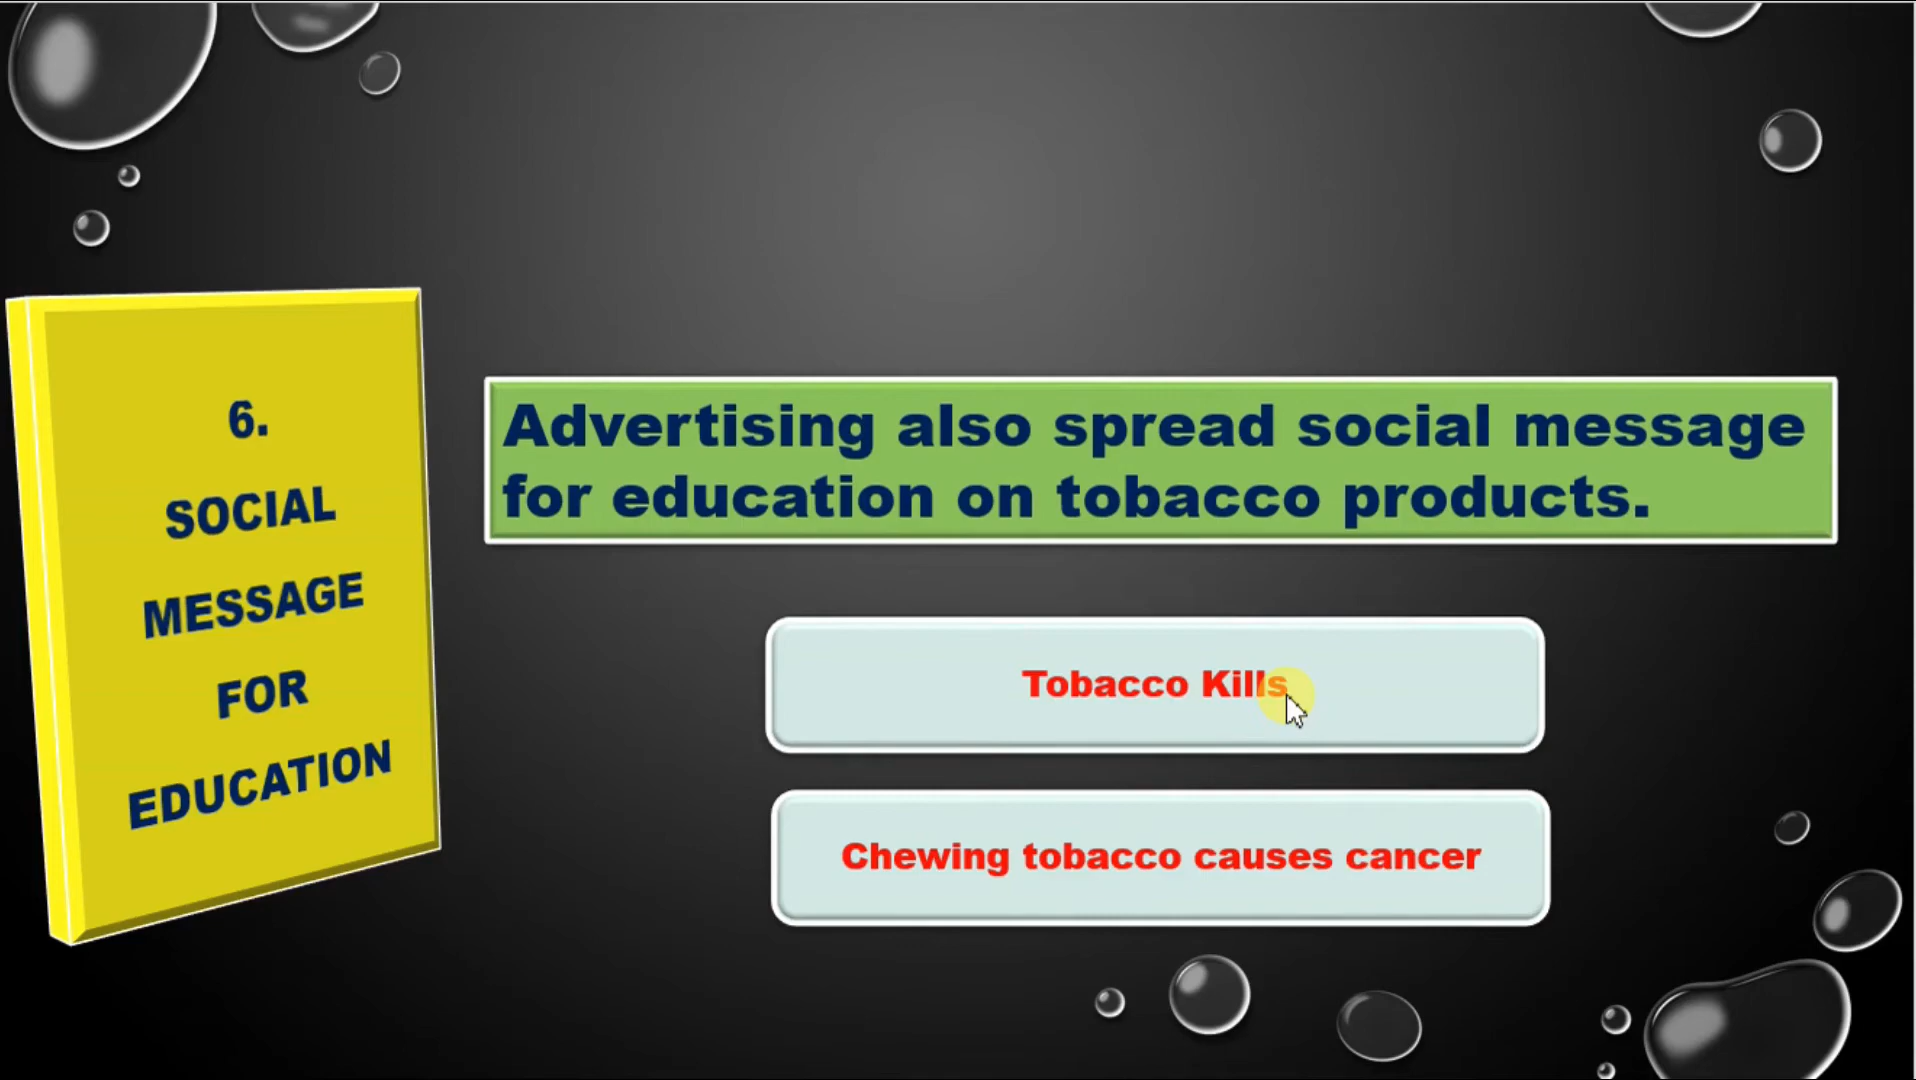 6.
SOCIAL
MESSAGE
FOR
EDUCATION
Advertising also spread social message
for education on tobacco products.
Tobacco Kills
Chewing tobacco causes cancer